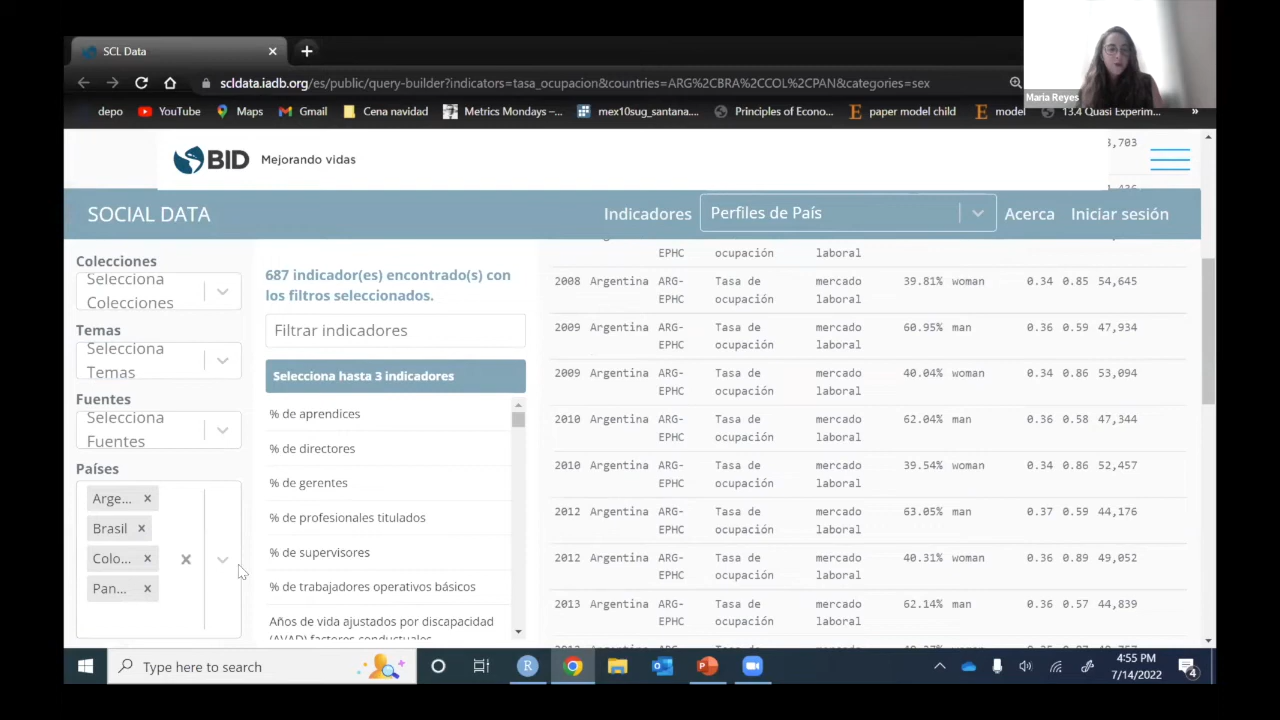 SCL Data
scldata.iadb.org/es/public/query-builder?indicators=tasa_ocupacion&countries=ARG%2CBRA%2CCOL%2CPAN&categories=sex
Maria Reyes
depo
YouTube
Maps
Gmail
Cena navidad
Metrics Mondays –...
mex10sug_santana....
Principles of Econo...
paper model child
model
13.4 Quasi Experim...
»
BID Mejorando vidas
SOCIAL DATA
Indicadores
Perfiles de País
Acerca
Iniciar sesión
Colecciones
Selecciona
Colecciones
Temas
Selecciona
Temas
Fuentes
Selecciona
Fuentes
Países
Arge...
Brasil
Colo...
Pan...
687 indicador(es) encontrado(s) con
los filtros seleccionados.
Filtrar indicadores
Selecciona hasta 3 indicadores
% de aprendices
% de directores
% de gerentes
% de profesionales titulados
% de supervisores
% de trabajadores operativos básicos
Años de vida ajustados por discapacidad
(AVAD) factores conductuales
EPHC ocupación laboral
2008 Argentina ARG- Tasa de mercado 39.81% woman 0.34 0.85 54,645
EPHC ocupación laboral
2009 Argentina ARG- Tasa de mercado 60.95% man 0.36 0.59 47,934
EPHC ocupación laboral
2009 Argentina ARG- Tasa de mercado 40.04% woman 0.34 0.86 53,094
EPHC ocupación laboral
2010 Argentina ARG- Tasa de mercado 62.04% man 0.36 0.58 47,344
EPHC ocupación laboral
2010 Argentina ARG- Tasa de mercado 39.54% woman 0.34 0.86 52,457
EPHC ocupación laboral
2012 Argentina ARG- Tasa de mercado 63.05% man 0.37 0.59 44,176
EPHC ocupación laboral
2012 Argentina ARG- Tasa de mercado 40.31% woman 0.36 0.89 49,052
EPHC ocupación laboral
2013 Argentina ARG- Tasa de mercado 62.14% man 0.36 0.57 44,839
EPHC ocupación laboral
Type here to search
4:55 PM
7/14/2022
4